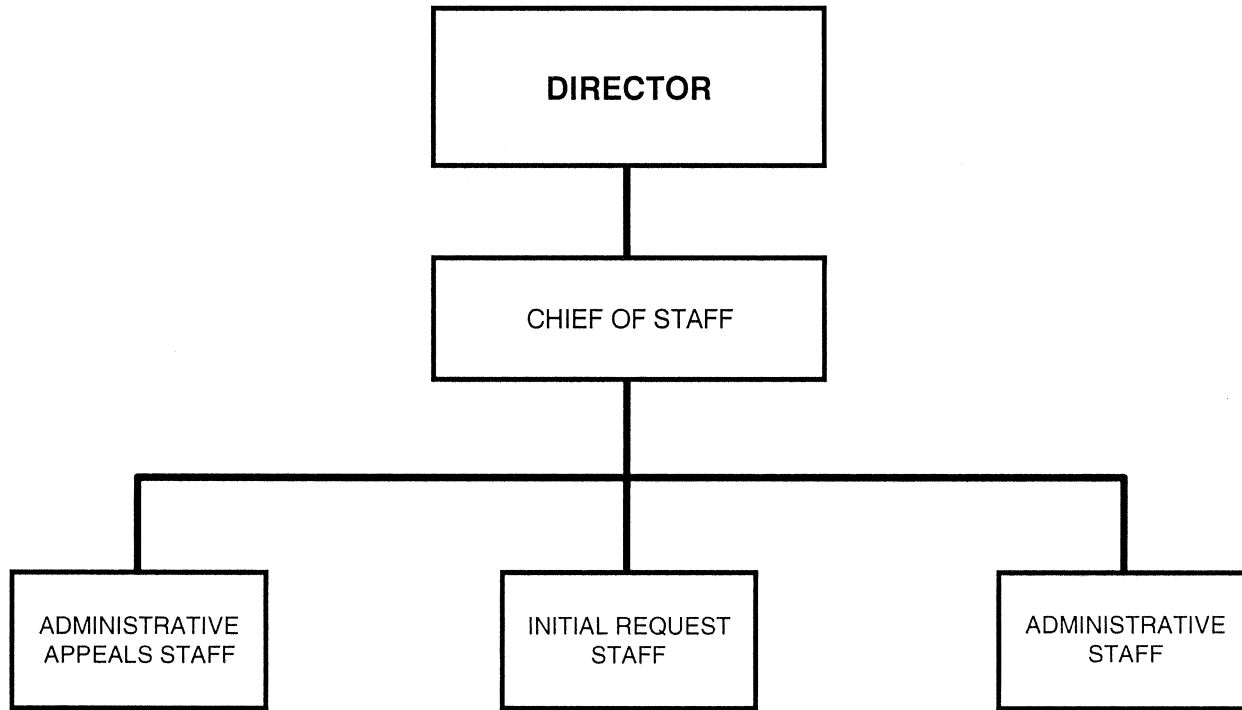 DIRECTOR
CHIEF OF STAFF
ADMINISTRATIVE
APPEALS STAFF
INITIAL REQUEST
STAFF
ADMINISTRATIVE
STAFF